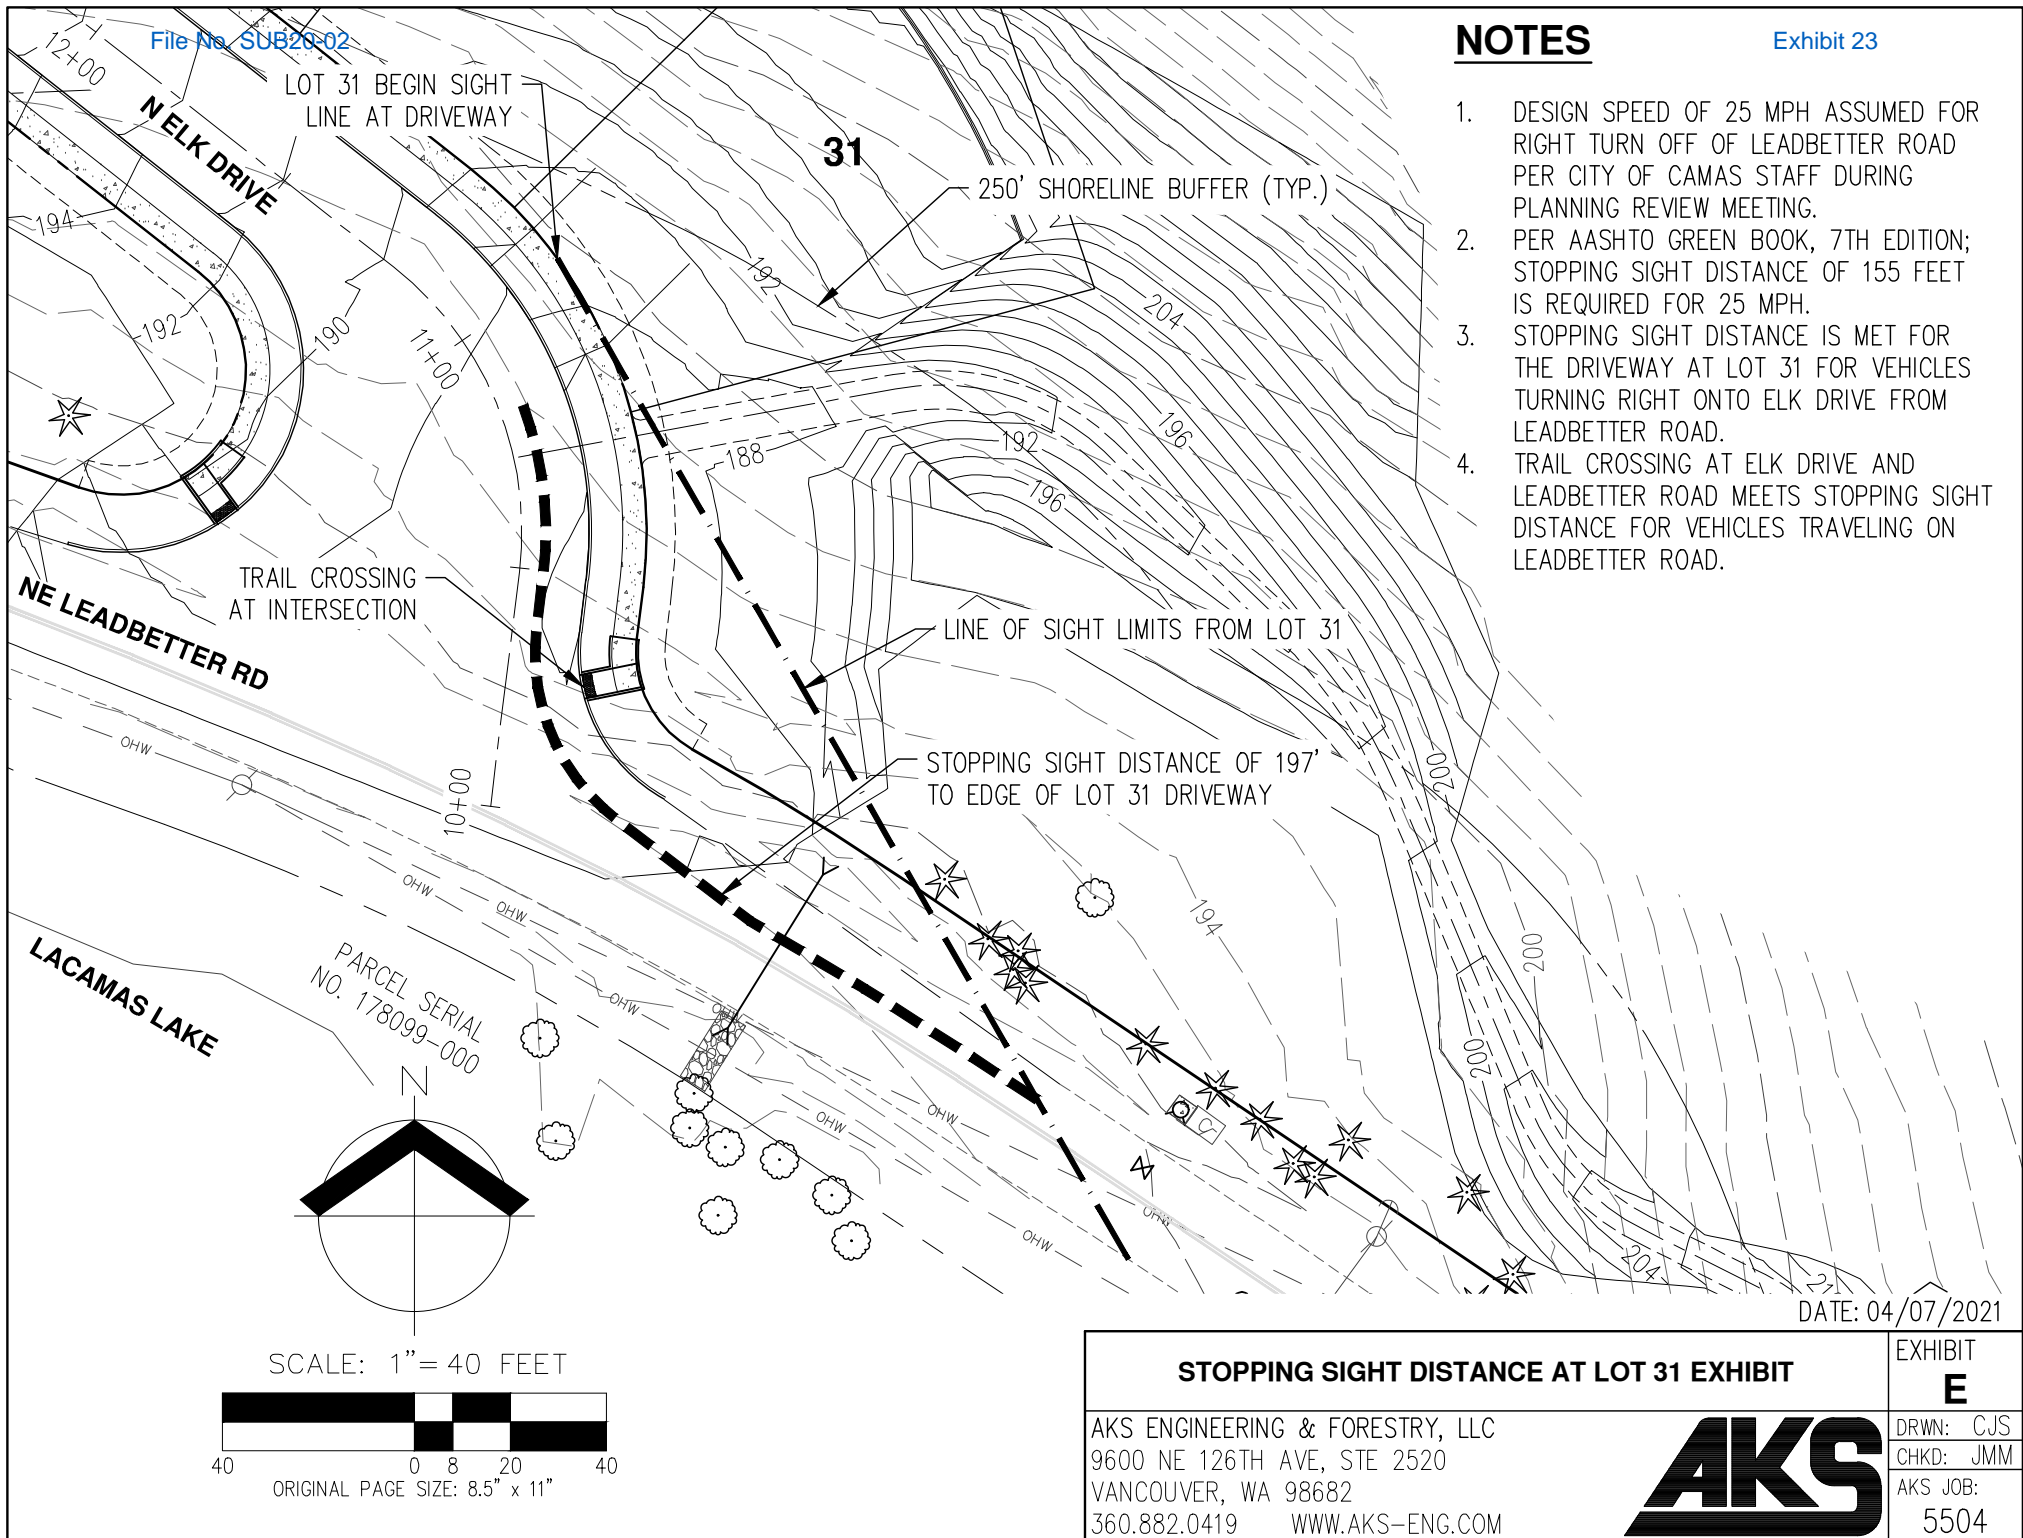 File No. SUB20-02
Exhibit 23
NOTES
1. DESIGN SPEED OF 25 MPH ASSUMED FOR
RIGHT TURN OFF OF LEADBETTER ROAD
PER CITY OF CAMAS STAFF DURING
PLANNING REVIEW MEETING.
2. PER AASHTO GREEN BOOK, 7TH EDITION;
STOPPING SIGHT DISTANCE OF 155 FEET
IS REQUIRED FOR 25 MPH.
3. STOPPING SIGHT DISTANCE IS MET FOR
THE DRIVEWAY AT LOT 31 FOR VEHICLES
TURNING RIGHT ONTO ELK DRIVE FROM
LEADBETTER ROAD.
4. TRAIL CROSSING AT ELK DRIVE AND
LEADBETTER ROAD MEETS STOPPING SIGHT
DISTANCE FOR VEHICLES TRAVELING ON
LEADBETTER ROAD.
12+00
LOT 31 BEGIN SIGHT
LINE AT DRIVEWAY
N ELK DRIVE
31
250' SHORELINE BUFFER (TYP.)
194
192
190
11+00
192
204
188
192
196
196
TRAIL CROSSING
AT INTERSECTION
NE LEADBETTER RD
LINE OF SIGHT LIMITS FROM LOT 31
STOPPING SIGHT DISTANCE OF 197'
TO EDGE OF LOT 31 DRIVEWAY
10+00
200
OHW
OHW
OHW
OHW
OHW
OHW
OHW
OHW
OHW
194
200
200
204
LACAMAS LAKE
PARCEL SERIAL
NO. 178099-000
N
SCALE: 1"= 40 FEET
40 0 8 20 40
ORIGINAL PAGE SIZE: 8.5" x 11"
DATE: 04/07/2021
STOPPING SIGHT DISTANCE AT LOT 31 EXHIBIT
EXHIBIT
E
AKS ENGINEERING & FORESTRY, LLC
9600 NE 126TH AVE, STE 2520
VANCOUVER, WA 98682
360.882.0419 WWW.AKS-ENG.COM
AKS
DRWN: CJS
CHKD: JMM
AKS JOB:
5504